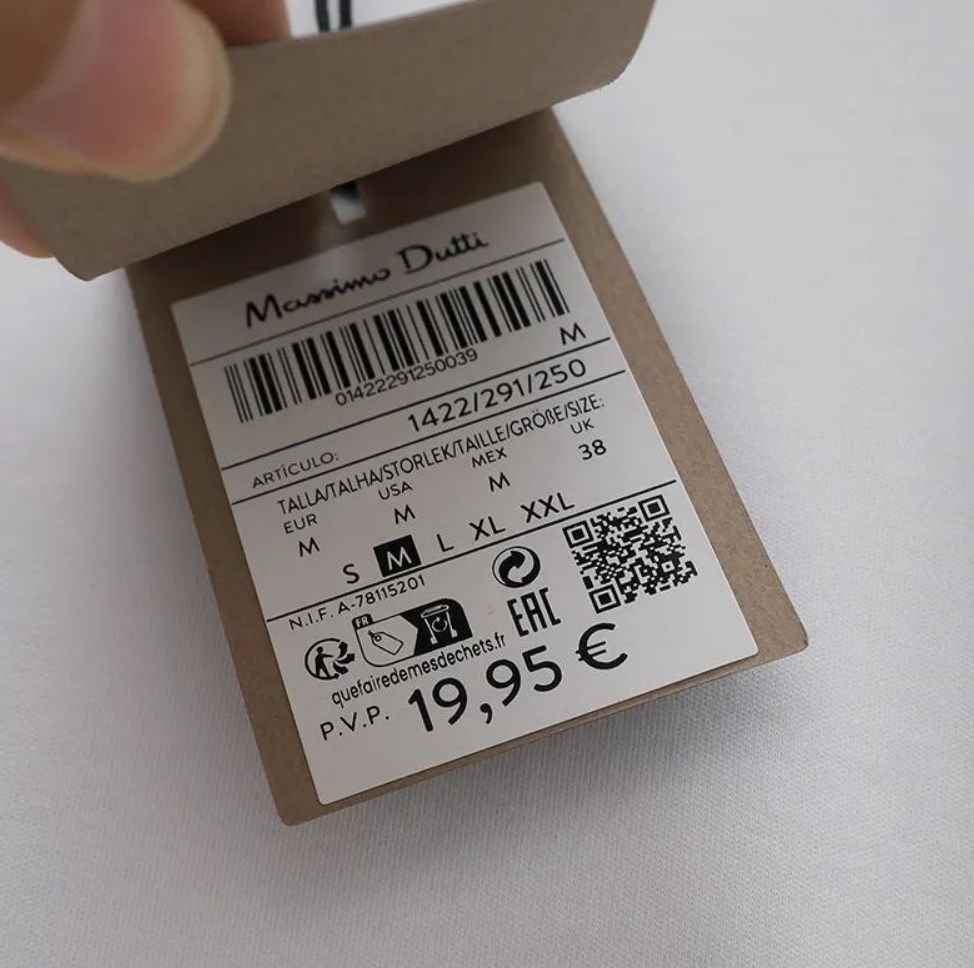 Massimo Dutti
01422291250039
M
ARTÍCULO: 1422/291/250
TALLA/TALHA/STORLEK/TAILLE/GRÖßE/SIZE:
EUR USA MEX UK
M M M 38
S M L XL XXL
N.I.F. A-78115201
FR
EAC
quefairedemesdechets.fr
P.V.P. 19,95 €